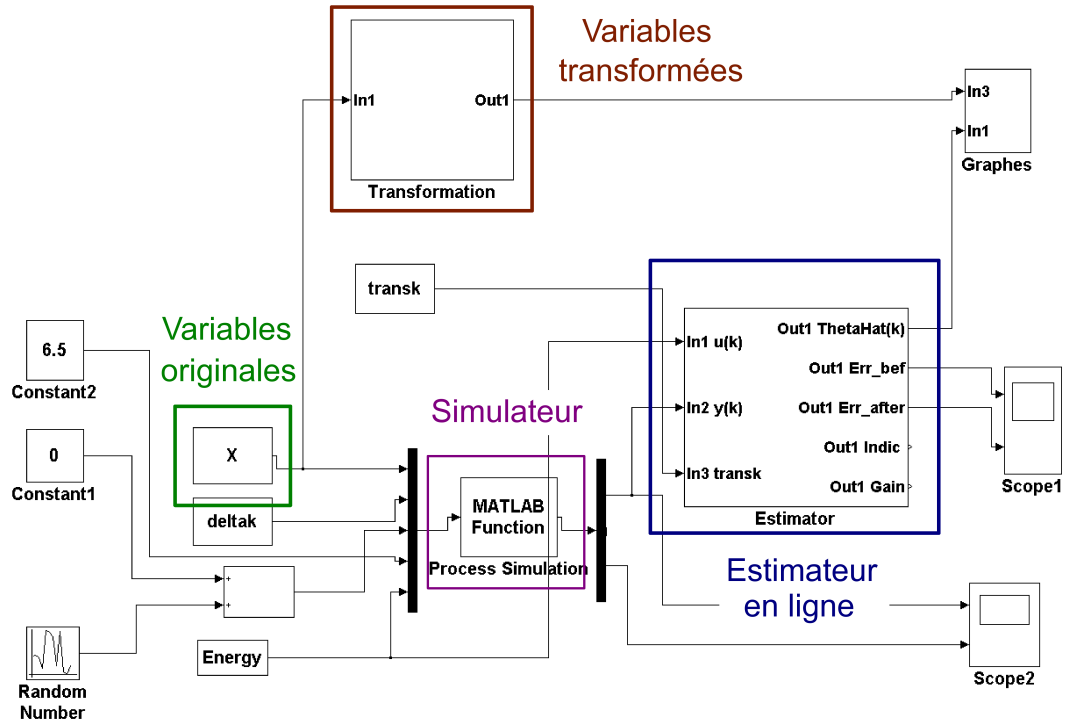 Variables
transformées
In1
Out1
Transformation
In3
In1
Graphes
transk
Variables
originales
6.5
Constant2
0
Constant1
X
deltak
Simulateur
MATLAB
Function
Process Simulation
In1 u(k)
In2 y(k)
In3 transk
Out1 ThetaHat(k)
Out1 Err_bef
Out1 Err_after
Out1 Indic
Out1 Gain
Estimator
Scope1
Estimateur
en ligne
+
+
Energy
Random
Number
Scope2